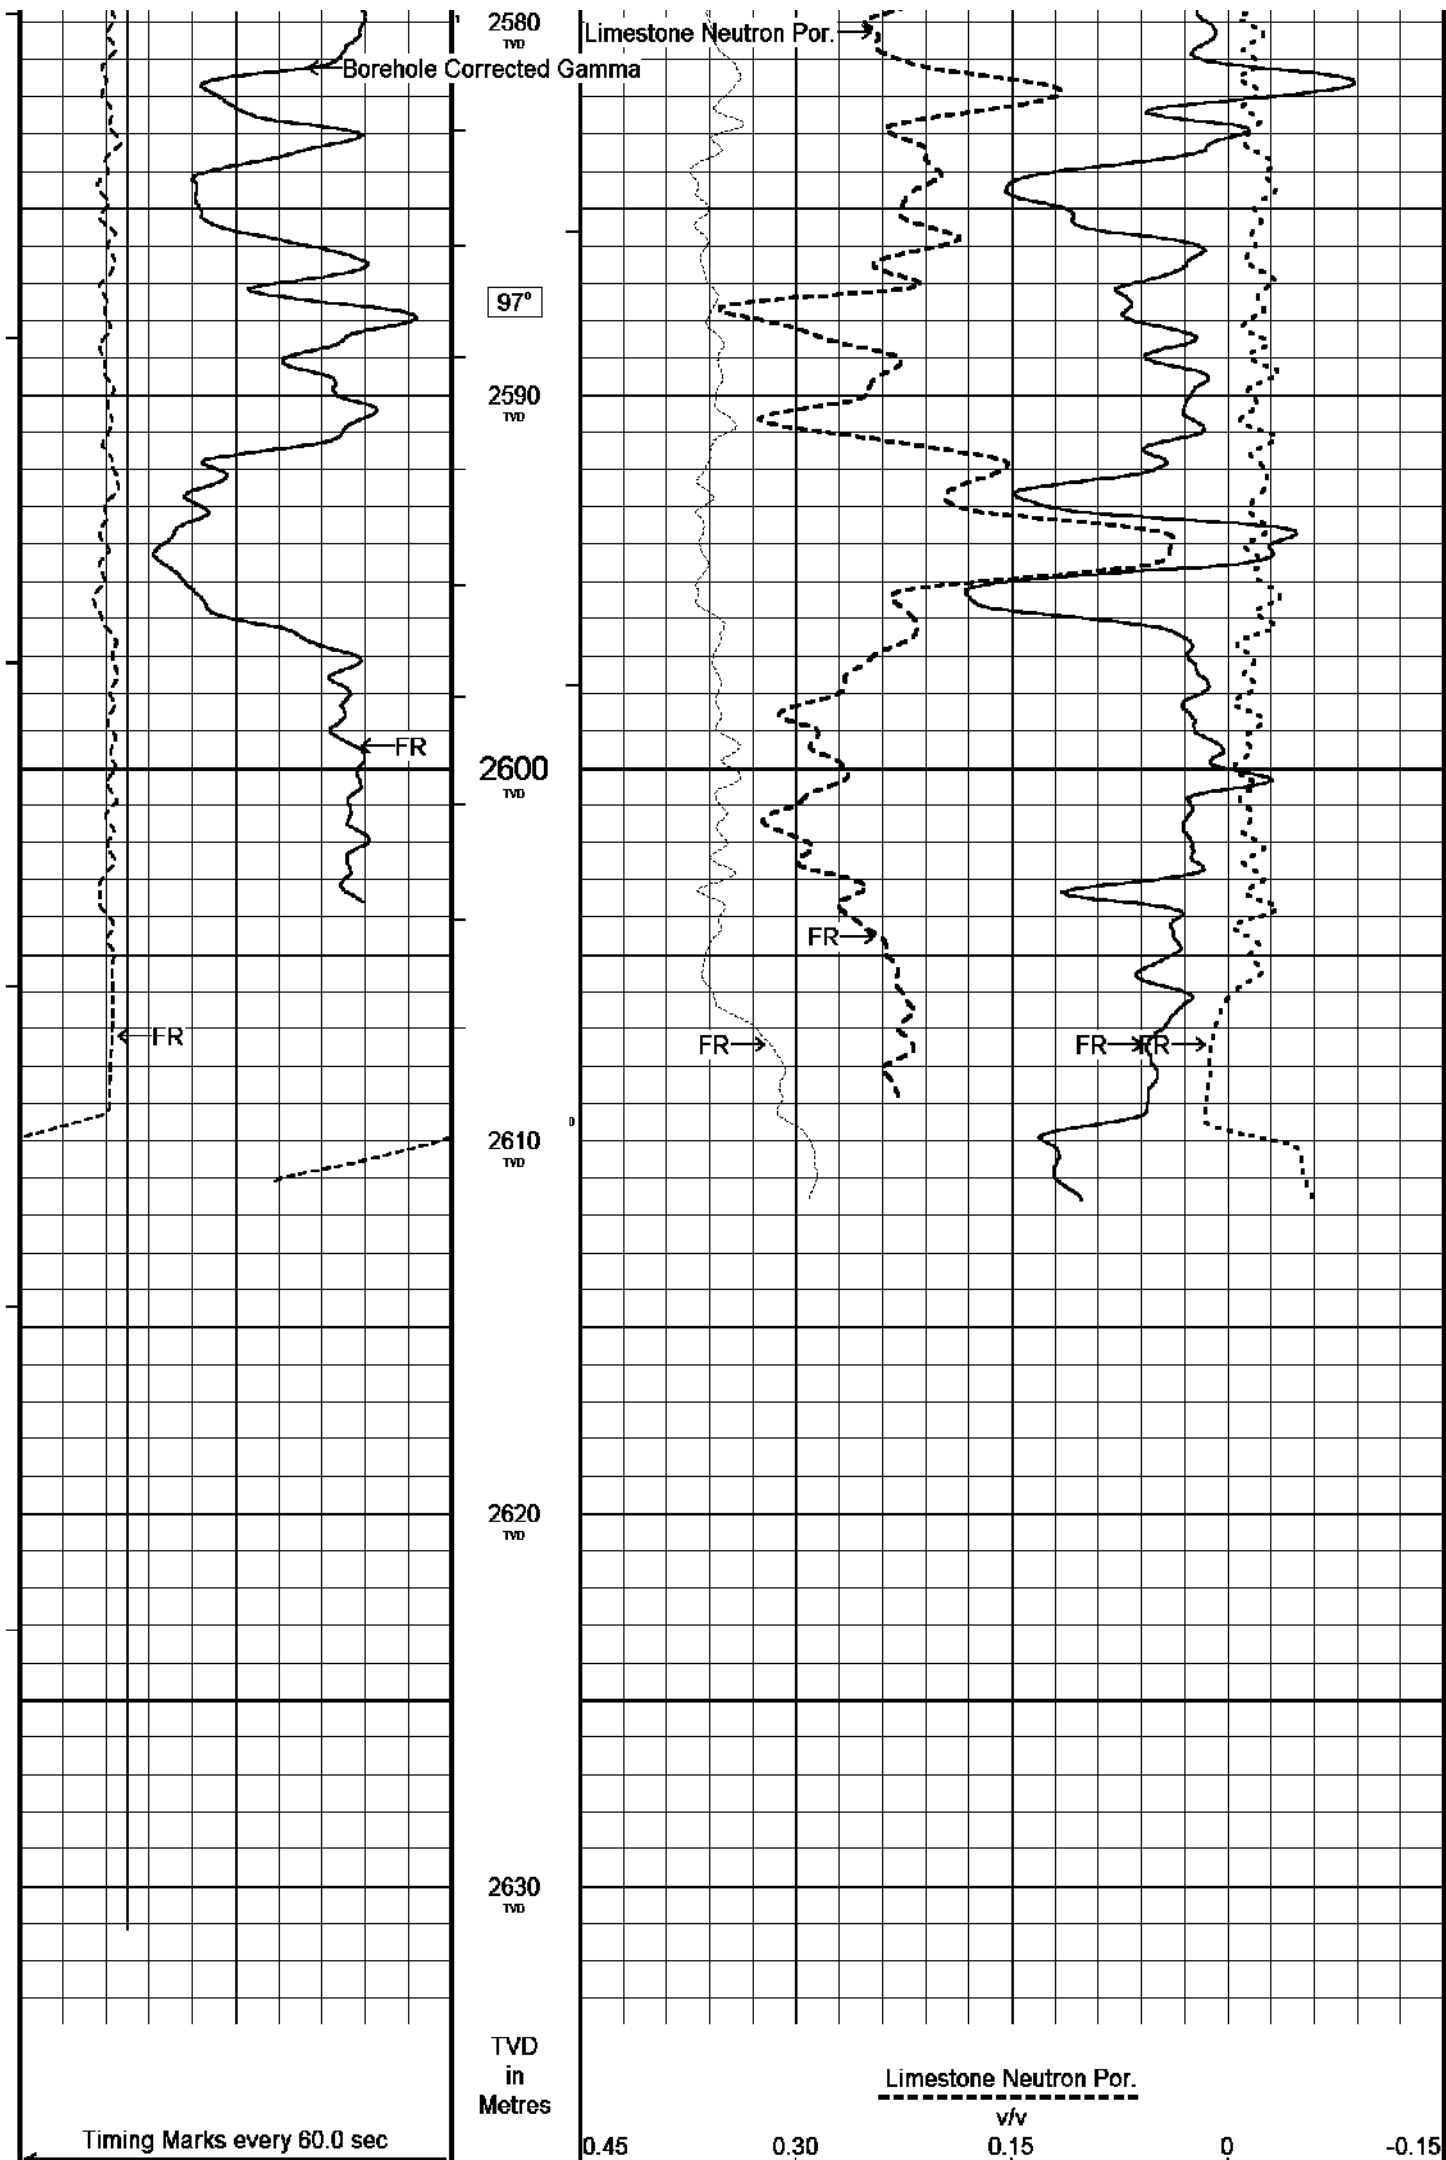 2580
TVD
Limestone Neutron Por.
Borehole Corrected Gamma
97°
2590
TVD
FR
2600
TVD
FR
FR
FR
FR
FR
2610
TVD
2620
TVD
2630
TVD
TVD
in
Metres
Limestone Neutron Por.
v/v
Timing Marks every 60.0 sec
0.45 0.30 0.15 0 -0.15